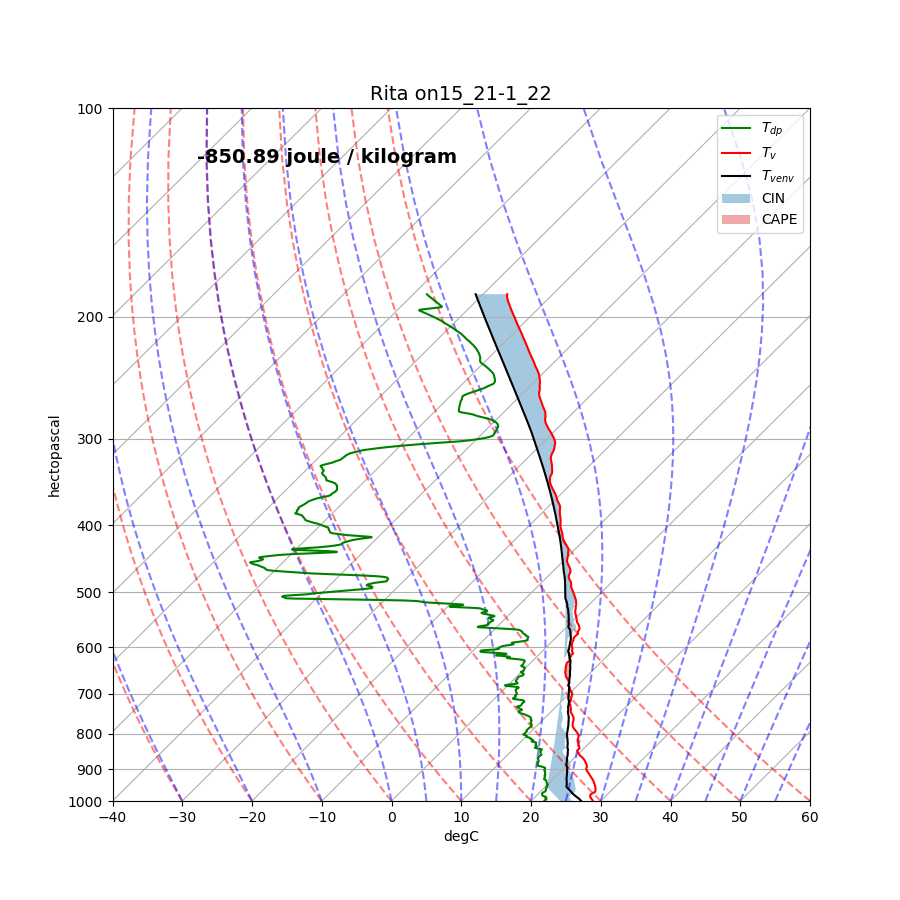 Rita on15_21-1_22
-850.89 joule / kilogram
T_dp
T_v
T_venv
CIN
CAPE
100
200
300
400
500
600
700
800
900
1000
hectopascal
−40 −30 −20 −10 0 10 20 30 40 50 60
degC